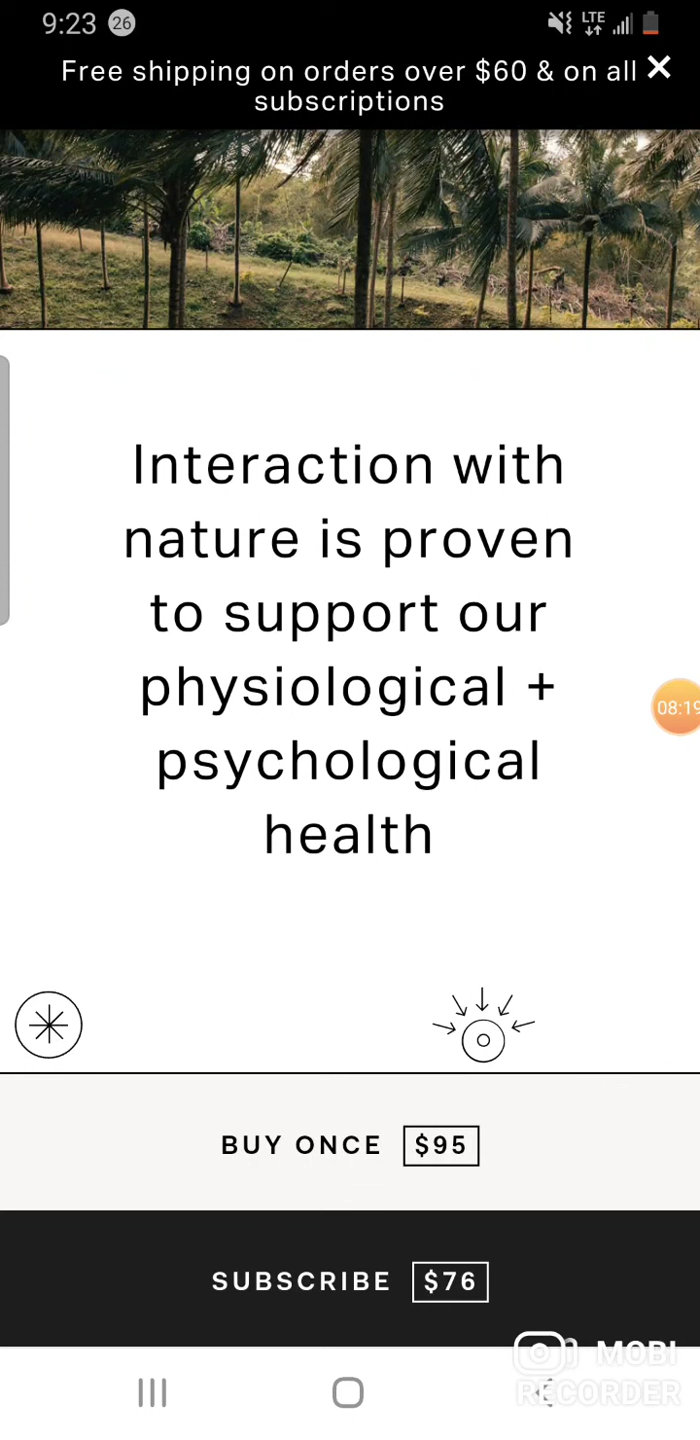 9:23 26 LTE
Free shipping on orders over $60 & on all
subscriptions
Interaction with
nature is proven
to support our
physiological +
psychological
health
08:19
BUY ONCE $95
SUBSCRIBE $76
MOBI
RECORDER